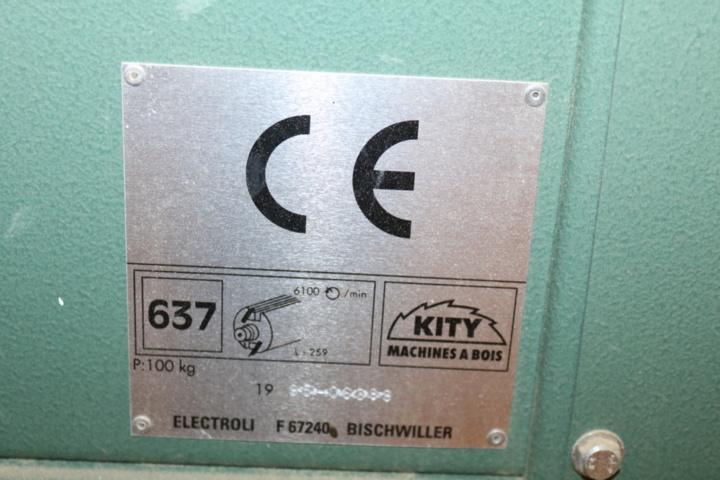 CE
6100 /min
637
KITY
L - 259
MACHINES A BOIS
P:100 kg
19
ELECTROLI F 67240 BISCHWILLER